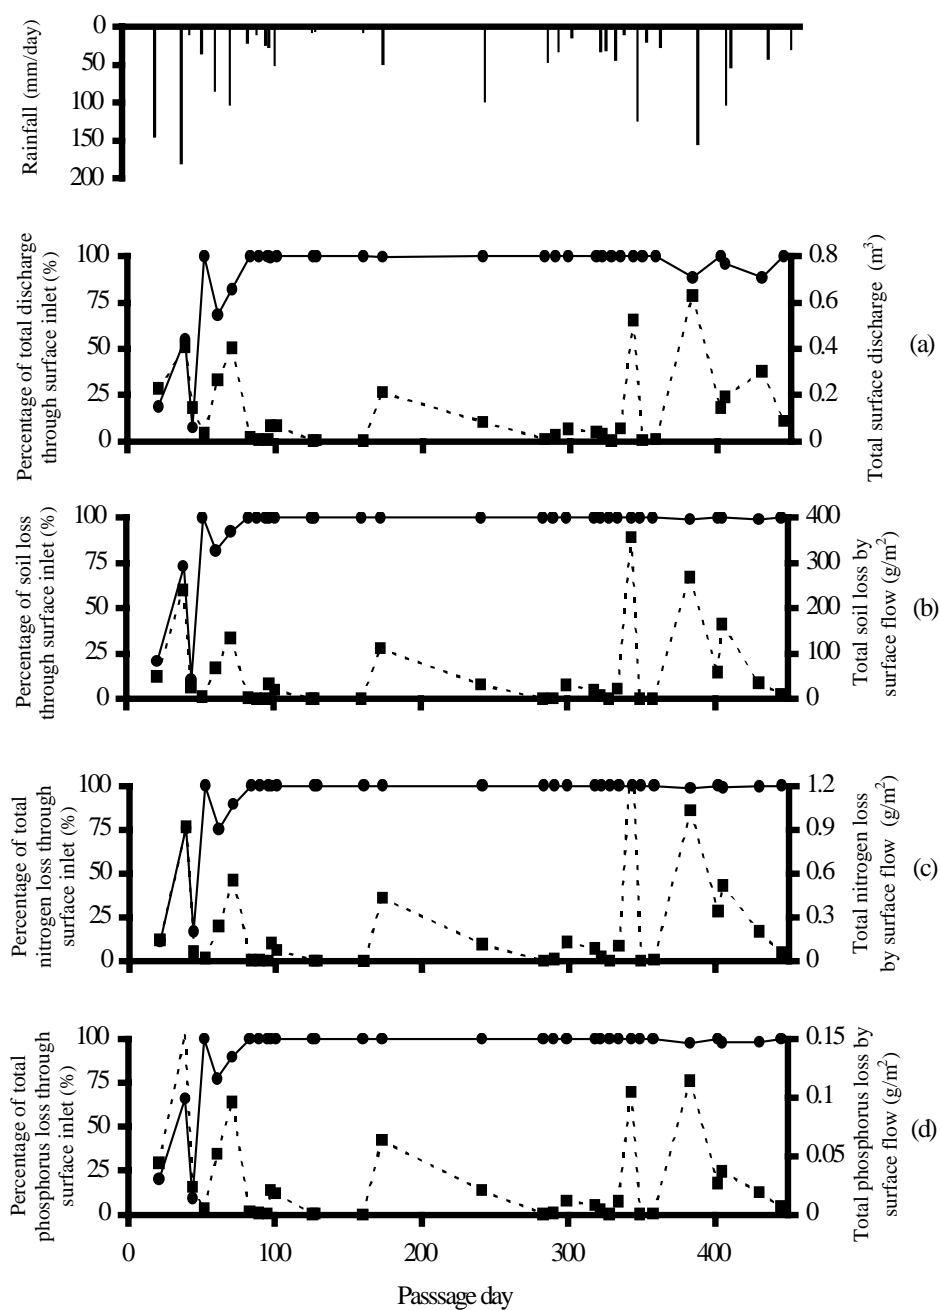 0
50
100
150
200
Rainfall (mm/day)
100
75
50
25
0
Percentage of total discharge
through surface inlet (%)
0.8
0.6
0.4
0.2
0
Total surface discharge (m³)
(a)
100
75
50
25
0
Percentage of soil loss
through surface inlet (%)
400
300
200
100
0
Total soil loss by
surface flow (g/m²)
(b)
100
75
50
25
0
Percentage of total
nitrogen loss through
surface inlet (%)
1.2
0.9
0.6
0.3
0
Total nitrogen loss
by surface flow (g/m²)
(c)
100
75
50
25
0
Percentage of total
phosphorus loss through
surface inlet (%)
0.15
0.1
0.05
0
Total phosphorus loss by
surface flow (g/m²)
(d)
0 100 200 300 400
Passsage day